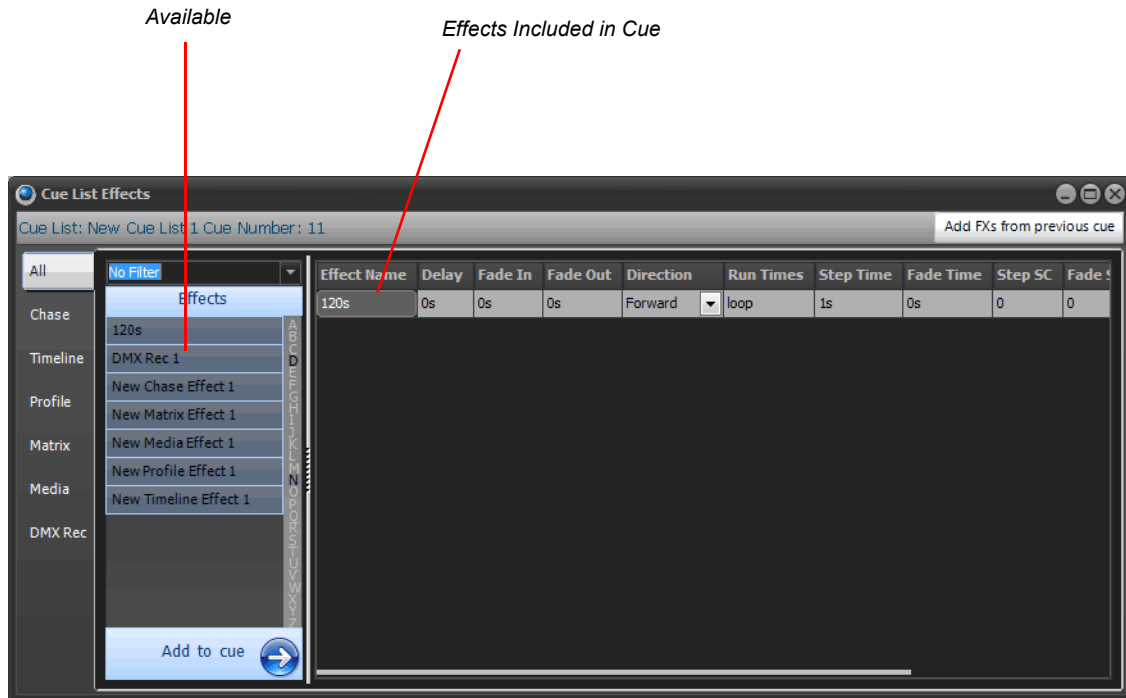 Available
Effects Included in Cue
Cue List Effects
Cue List: New Cue List 1 Cue Number: 11
Add FXs from previous cue
All
Chase
Timeline
Profile
Matrix
Media
DMX Rec
No Filter
Effects
120s
DMX Rec 1
New Chase Effect 1
New Matrix Effect 1
New Media Effect 1
New Profile Effect 1
New Timeline Effect 1
A
B
C
D
E
F
G
H
I
J
K
L
M
N
O
P
Q
R
S
T
U
V
W
X
Y
Z
Add to cue
Effect Name Delay Fade In Fade Out Direction Run Times Step Time Fade Time Step SC Fade
120s 0s 0s 0s Forward loop 1s 0s 0 0